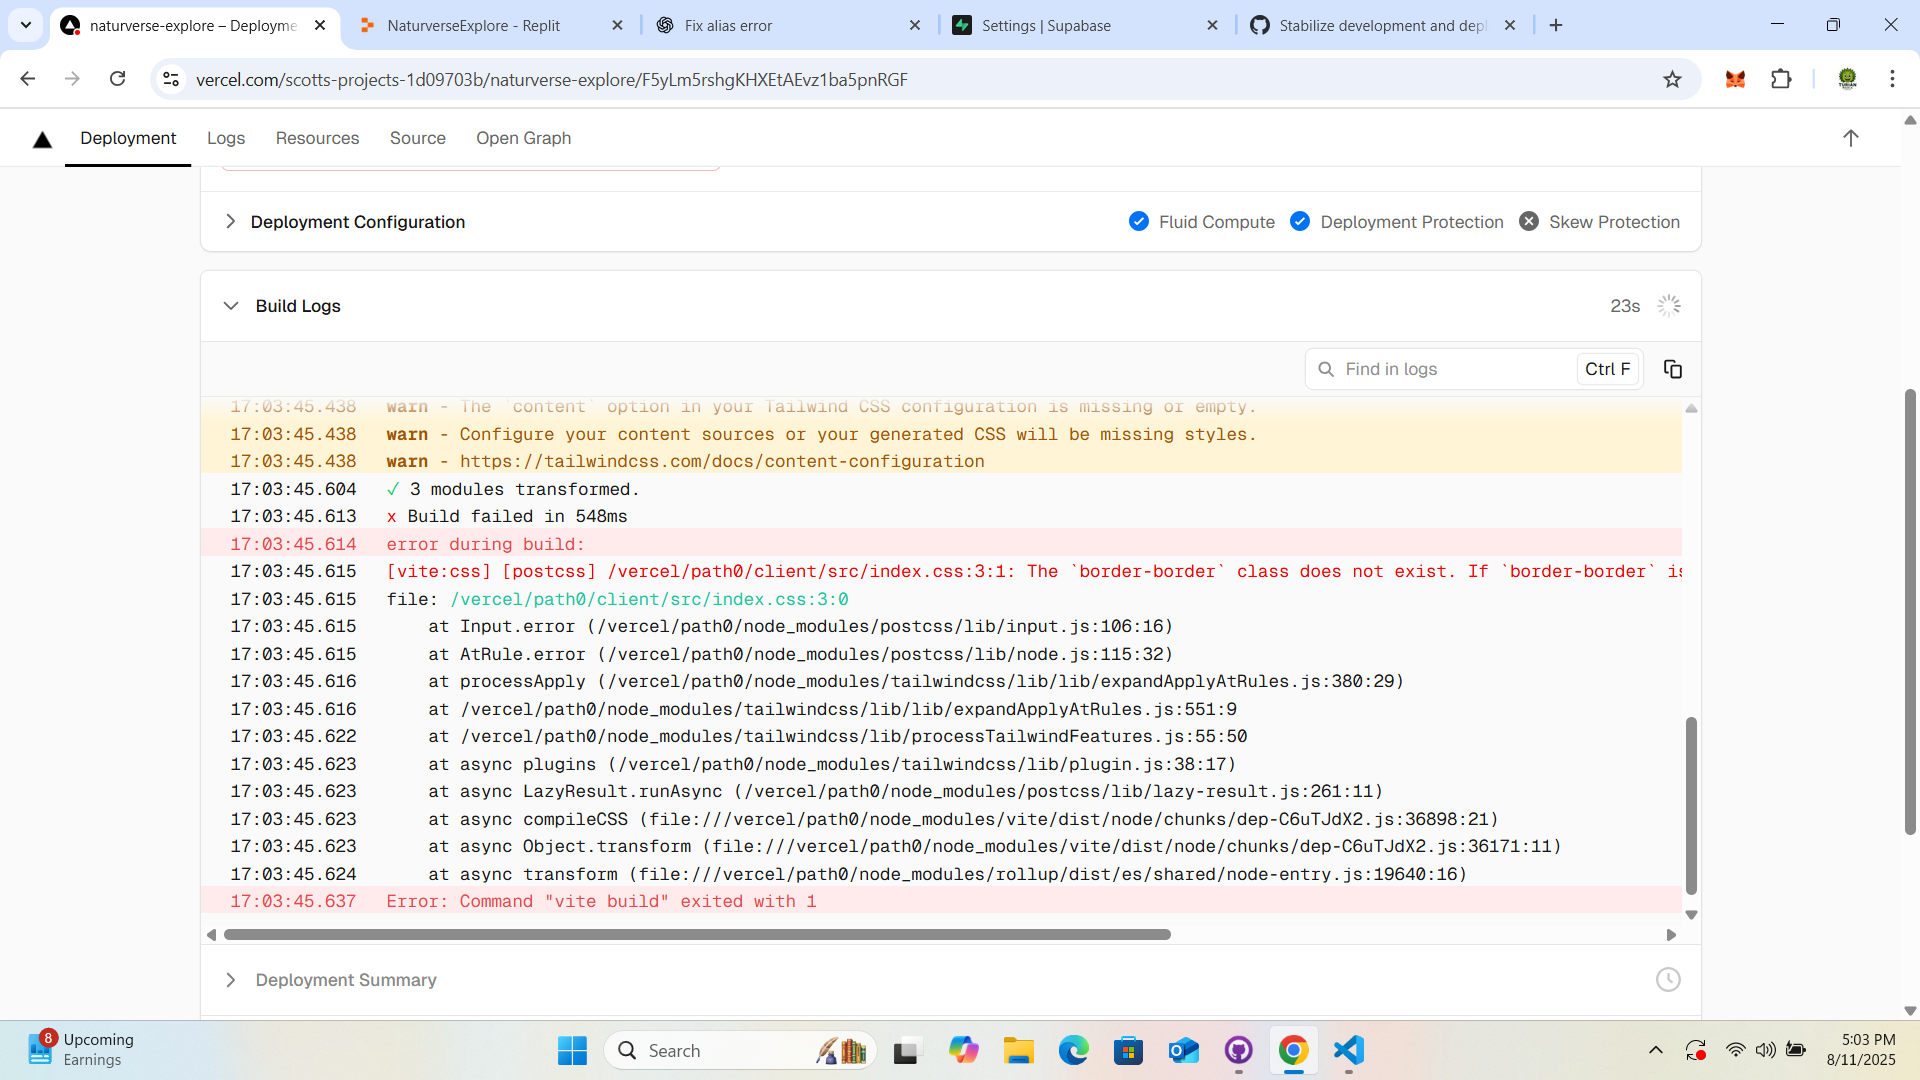 naturverse-explore – Deployme
NaturverseExplore - Replit
Fix alias error
Settings | Supabase
Stabilize development and depl
vercel.com/scotts-projects-1d09703b/naturverse-explore/F5yLm5rshgKHXEtAEvz1ba5pnRGF
Deployment
Logs
Resources
Source
Open Graph
Deployment Configuration
Fluid Compute
Deployment Protection
Skew Protection
Build Logs
23s
Find in logs
Ctrl F
17:03:45.438 warn - The `content` option in your Tailwind CSS configuration is missing or empty.
17:03:45.438 warn - Configure your content sources or your generated CSS will be missing styles.
17:03:45.438 warn - https://tailwindcss.com/docs/content-configuration
17:03:45.604 ✓ 3 modules transformed.
17:03:45.613 x Build failed in 548ms
17:03:45.614 error during build:
17:03:45.615 [vite:css] [postcss] /vercel/path0/client/src/index.css:3:1: The `border-border` class does not exist. If `border-border` is
17:03:45.615 file: /vercel/path0/client/src/index.css:3:0
17:03:45.615 at Input.error (/vercel/path0/node_modules/postcss/lib/input.js:106:16)
17:03:45.615 at AtRule.error (/vercel/path0/node_modules/postcss/lib/node.js:115:32)
17:03:45.616 at processApply (/vercel/path0/node_modules/tailwindcss/lib/lib/expandApplyAtRules.js:380:29)
17:03:45.616 at /vercel/path0/node_modules/tailwindcss/lib/lib/expandApplyAtRules.js:551:9
17:03:45.622 at /vercel/path0/node_modules/tailwindcss/lib/processTailwindFeatures.js:55:50
17:03:45.623 at async plugins (/vercel/path0/node_modules/tailwindcss/lib/plugin.js:38:17)
17:03:45.623 at async LazyResult.runAsync (/vercel/path0/node_modules/postcss/lib/lazy-result.js:261:11)
17:03:45.623 at async compileCSS (file:///vercel/path0/node_modules/vite/dist/node/chunks/dep-C6uTJdX2.js:36898:21)
17:03:45.623 at async Object.transform (file:///vercel/path0/node_modules/vite/dist/node/chunks/dep-C6uTJdX2.js:36171:11)
17:03:45.624 at async transform (file:///vercel/path0/node_modules/rollup/dist/es/shared/node-entry.js:19640:16)
17:03:45.637 Error: Command "vite build" exited with 1
Deployment Summary
8
Upcoming
Earnings
Search
5:03 PM
8/11/2025